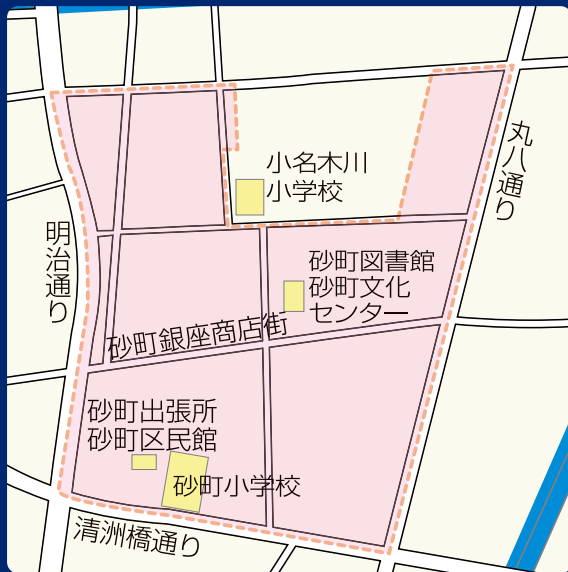 小名木川
小学校
丸八通り
明治通り
砂町図書館
砂町文化
センター
砂町銀座商店街
砂町出張所
砂町区民館
砂町小学校
清洲橋通り